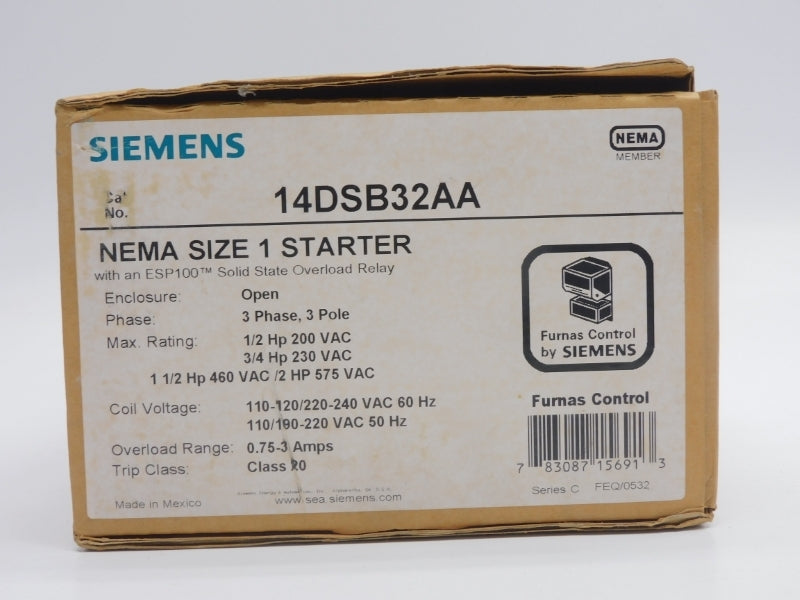 SIEMENS
NEMA
MEMBER
Cat
No.
14DSB32AA
NEMA SIZE 1 STARTER
with an ESP100™ Solid State Overload Relay
Enclosure: Open
Phase: 3 Phase, 3 Pole
Max. Rating: 1/2 Hp 200 VAC
3/4 Hp 230 VAC
1 1/2 Hp 460 VAC /2 HP 575 VAC
Coil Voltage: 110-120/220-240 VAC 60 Hz
110/190-220 VAC 50 Hz
Overload Range: 0.75-3 Amps
Trip Class: Class 20
Furnas Control
by SIEMENS
Furnas Control
7 83087 15691 3
Series C FEQ/0532
Made in Mexico
www.sea.siemens.com